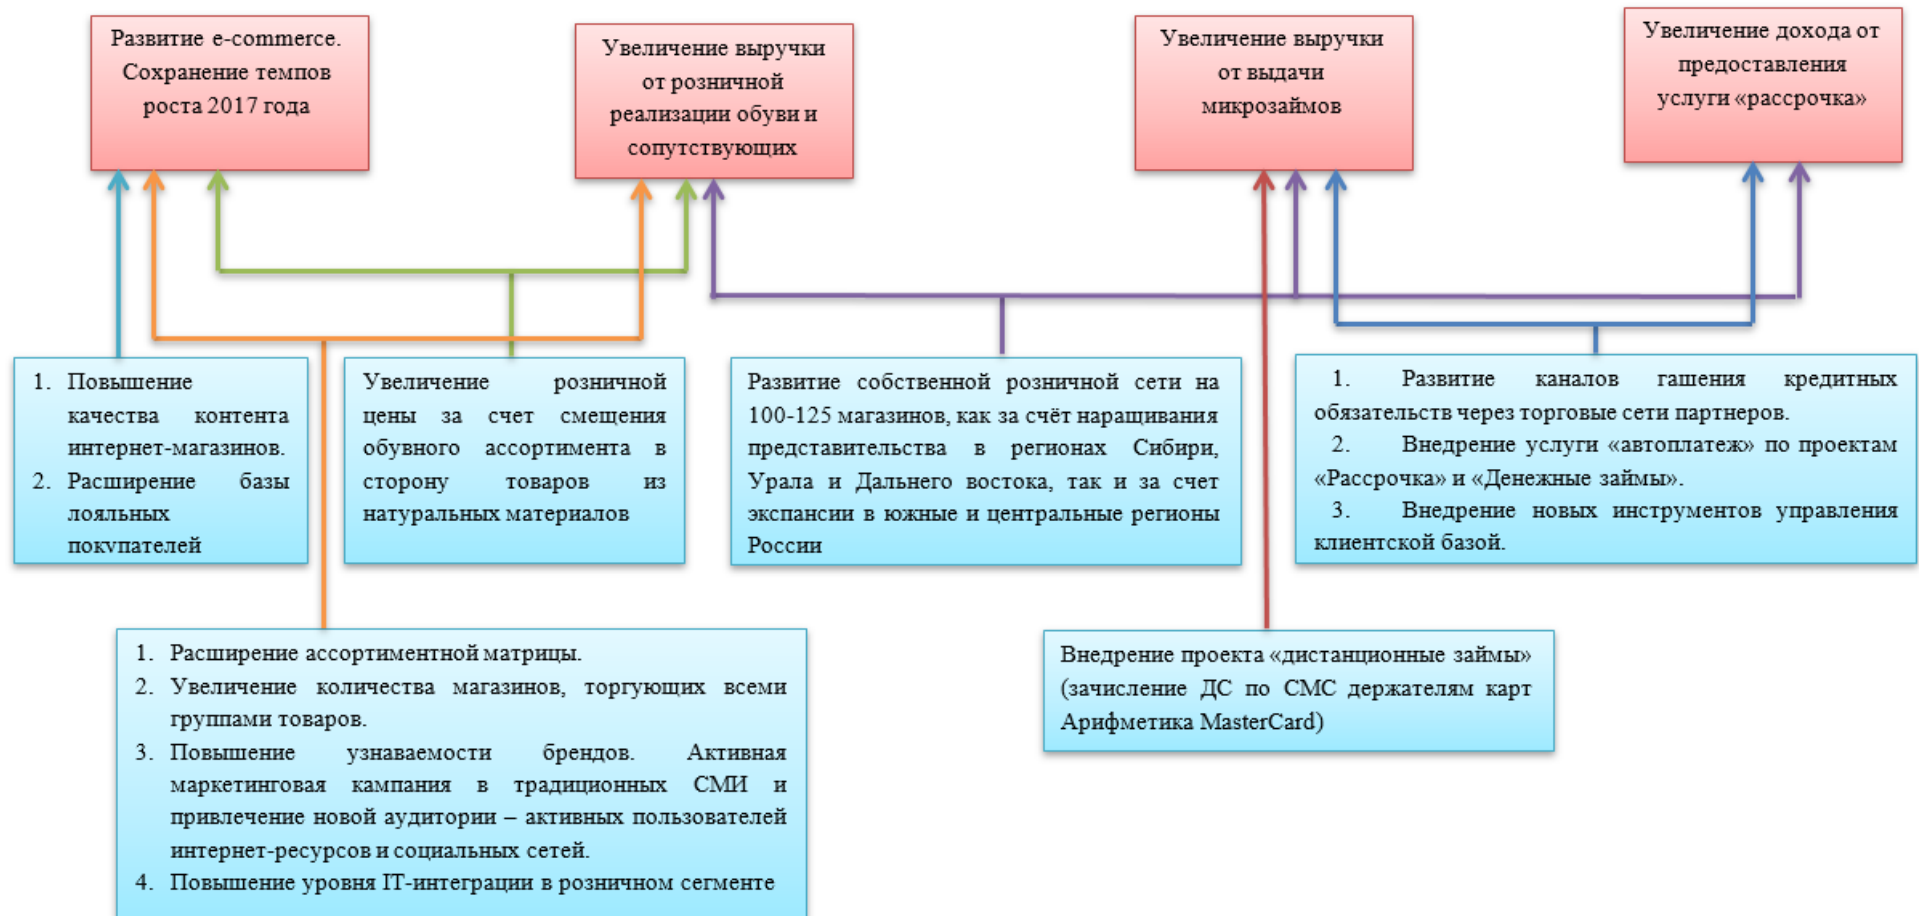 Развитие e-commerce.
Сохранение темпов
роста 2017 года
Увеличение выручки
от розничной
реализации обуви и
сопутствующих
Увеличение выручки
от выдачи
микрозаймов
Увеличение дохода от
предоставления
услуги «рассрочка»
1. Повышение
качества контента
интернет-магазинов.
2. Расширение базы
лояльных
покупателей
Увеличение розничной
цены за счет смещения
обувного ассортимента в
сторону товаров из
натуральных материалов
Развитие собственной розничной сети на
100-125 магазинов, как за счёт наращивания
представительства в регионах Сибири,
Урала и Дальнего востока, так и за счет
экспансии в южные и центральные регионы
России
1. Развитие каналов гашения кредитных
обязательств через торговые сети партнеров.
2. Внедрение услуги «автоплатеж» по проектам
«Рассрочка» и «Денежные займы».
3. Внедрение новых инструментов управления
клиентской базой.
1. Расширение ассортиментной матрицы.
2. Увеличение количества магазинов, торгующих всеми
группами товаров.
3. Повышение узнаваемости брендов. Активная
маркетинговая кампания в традиционных СМИ и
привлечение новой аудитории – активных пользователей
интернет-ресурсов и социальных сетей.
4. Повышение уровня IT-интеграции в розничном сегменте
Внедрение проекта «дистанционные займы»
(зачисление ДС по СМС держателям карт
Арифметика MasterCard)